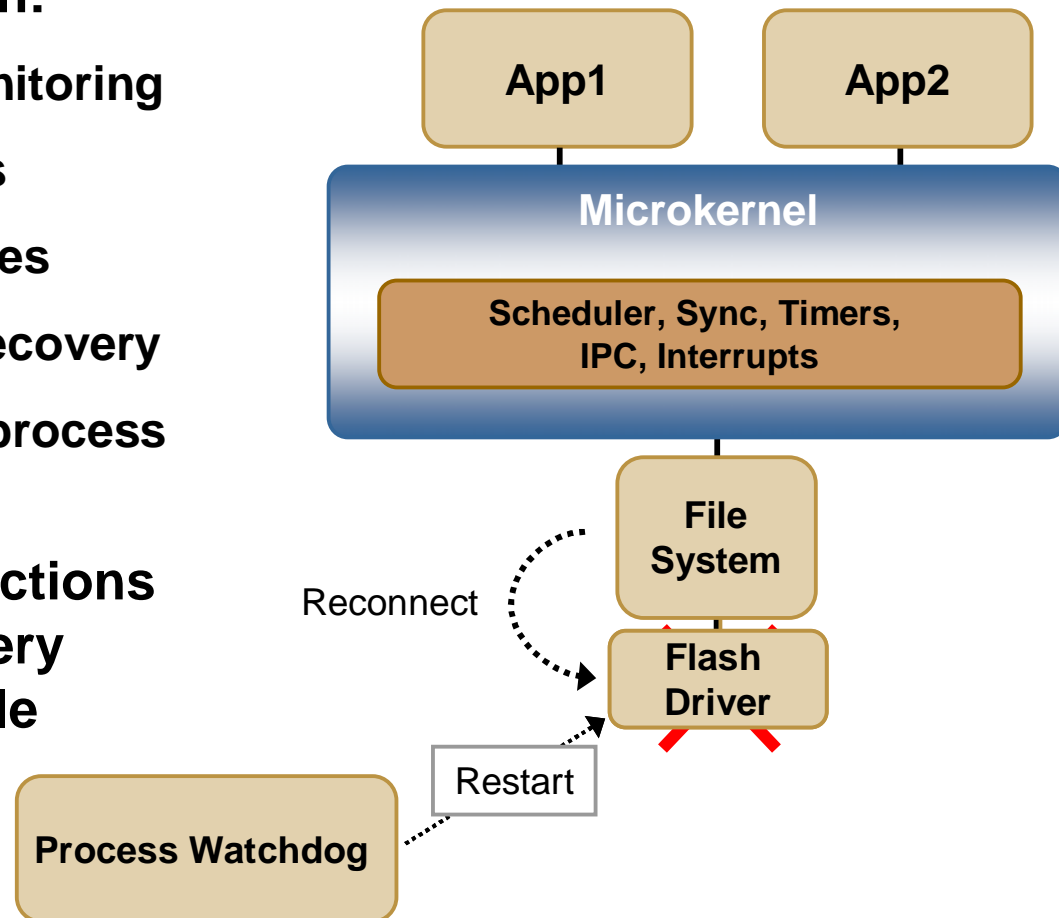 n:
nitoring
s
es
ecovery
process
ctions
ery
le
App1
App2
Microkernel
Scheduler, Sync, Timers,
IPC, Interrupts
File
System
Reconnect
Flash
Driver
Restart
Process Watchdog